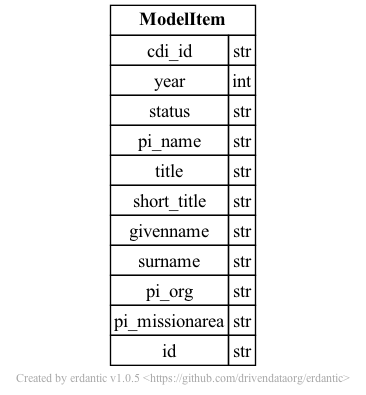 ModelItem
cdi_id str
year int
status str
pi_name str
title str
short_title str
givenname str
surname str
pi_org str
pi_missionarea str
id str
Created by erdantic v1.0.5 <https://github.com/drivendataorg/erdantic>